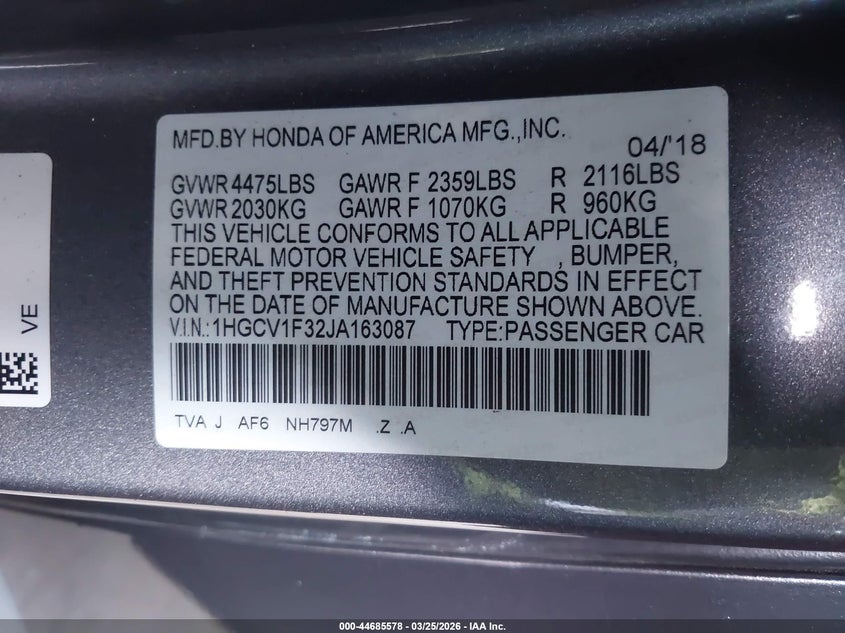 MFD.BY HONDA OF AMERICA MFG.,INC. 04/'18
GVWR 4475LBS GAWR F 2359LBS R 2116LBS
GVWR 2030KG GAWR F 1070KG R 960KG
THIS VEHICLE CONFORMS TO ALL APPLICABLE
FEDERAL MOTOR VEHICLE SAFETY , BUMPER,
AND THEFT PREVENTION STANDARDS IN EFFECT
ON THE DATE OF MANUFACTURE SHOWN ABOVE.
V.I.N.:1HGCV1F32JA163087 TYPE:PASSENGER CAR
TVA J AF6 NH797M .Z .A
VE
000-44685578 / 03/25/2026 - IAA Inc.